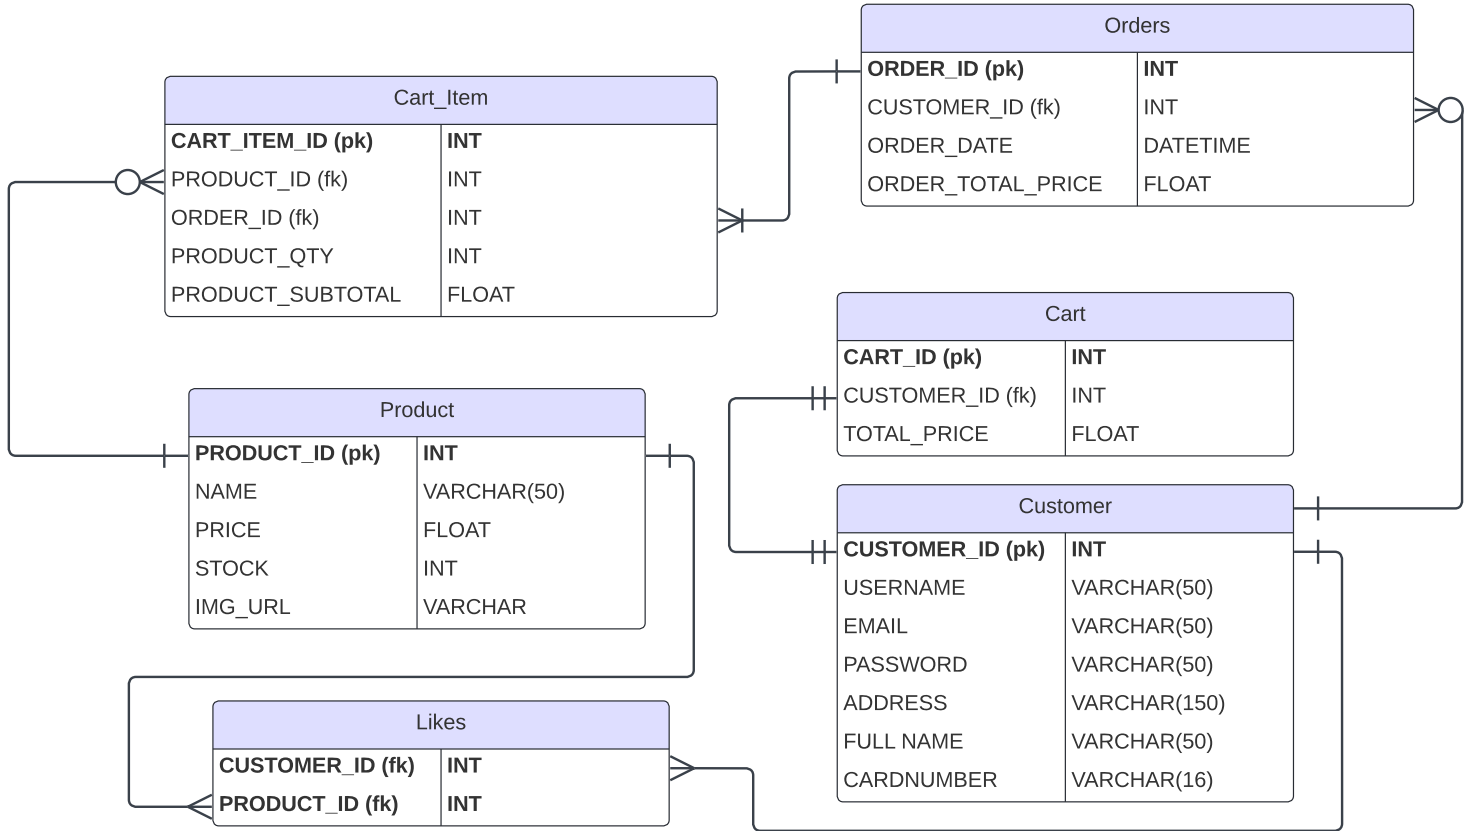 Orders
ORDER_ID (pk) INT
CUSTOMER_ID (fk) INT
ORDER_DATE DATETIME
ORDER_TOTAL_PRICE FLOAT
Cart_Item
CART_ITEM_ID (pk) INT
PRODUCT_ID (fk) INT
ORDER_ID (fk) INT
PRODUCT_QTY INT
PRODUCT_SUBTOTAL FLOAT
Cart
CART_ID (pk) INT
CUSTOMER_ID (fk) INT
TOTAL_PRICE FLOAT
Product
PRODUCT_ID (pk) INT
NAME VARCHAR(50)
PRICE FLOAT
STOCK INT
IMG_URL VARCHAR
Customer
CUSTOMER_ID (pk) INT
USERNAME VARCHAR(50)
EMAIL VARCHAR(50)
PASSWORD VARCHAR(50)
ADDRESS VARCHAR(150)
FULL NAME VARCHAR(50)
CARDNUMBER VARCHAR(16)
Likes
CUSTOMER_ID (fk) INT
PRODUCT_ID (fk) INT